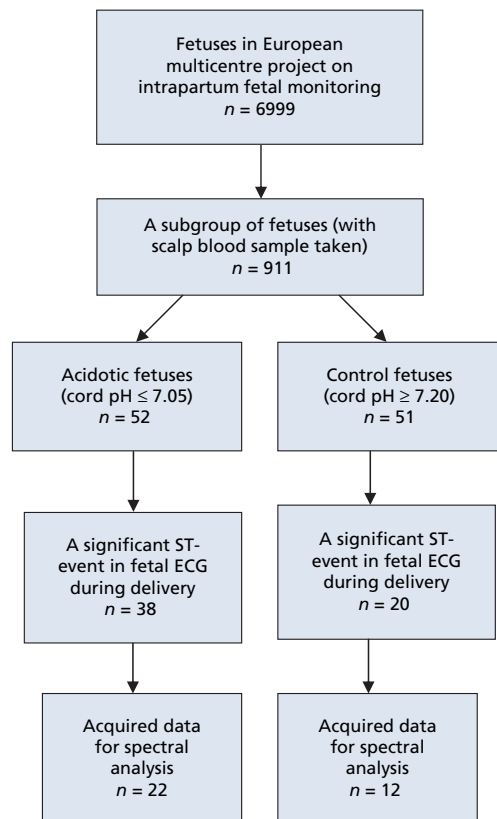 Fetuses in European
multicentre project on
intrapartum fetal monitoring
n = 6999
A subgroup of fetuses (with
scalp blood sample taken)
n = 911
Acidotic fetuses
(cord pH ≤ 7.05)
n = 52
Control fetuses
(cord pH ≥ 7.20)
n = 51
A significant ST-
event in fetal ECG
during delivery
n = 38
A significant ST-
event in fetal ECG
during delivery
n = 20
Acquired data
for spectral
analysis
n = 22
Acquired data
for spectral
analysis
n = 12